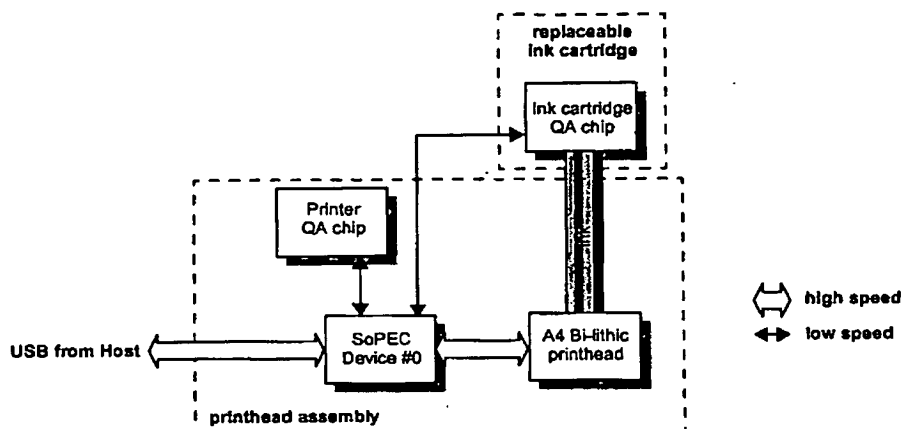 replaceable
ink cartridge
Ink cartridge
QA chip
Printer
QA chip
SoPEC
Device #0
A4 Bi-lithic
printhead
USB from Host
high speed
low speed
printhead assembly